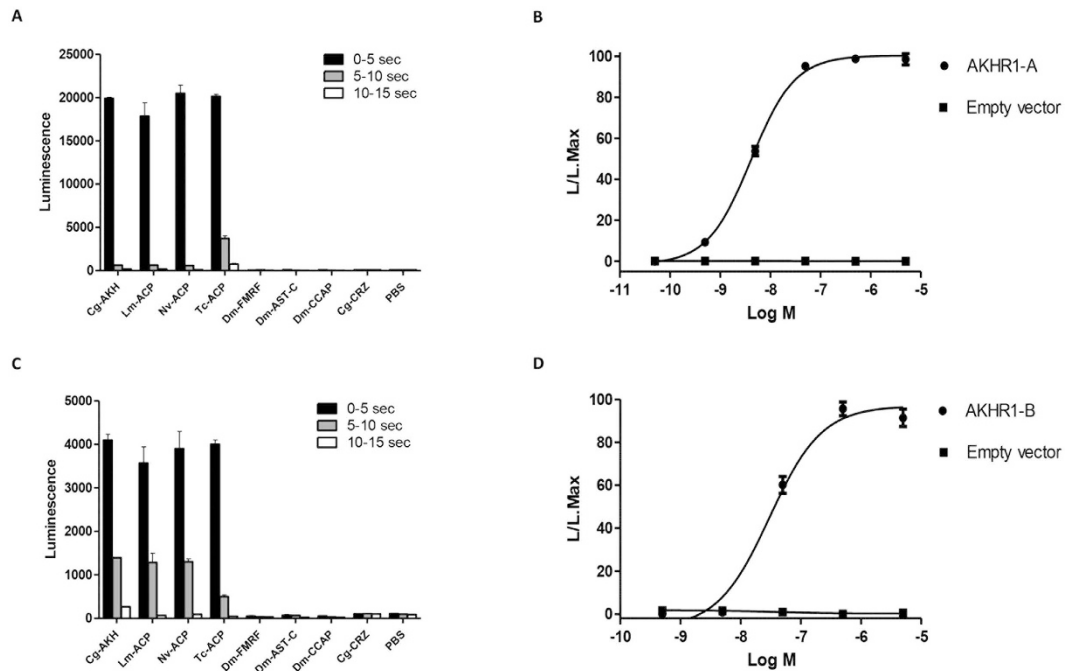 A
Luminescence
25000
20000
15000
10000
5000
0
0-5 sec
5-10 sec
10-15 sec
Cg-AKH
Lm-ACP
Nv-ACP
Tc-ACP
Dm-FMRF
Dm-AST-C
Dm-CCAP
Cg-CRZ
PBS
B
L/L.Max
100
80
60
40
20
0
-11 -10 -9 -8 -7 -6 -5
Log M
AKHR1-A
Empty vector
C
Luminescence
5000
4000
3000
2000
1000
0
0-5 sec
5-10 sec
10-15 sec
Cg-AKH
Lm-ACP
Nv-ACP
Tc-ACP
Dm-FMRF
Dm-AST-C
Dm-CCAP
Cg-CRZ
PBS
D
L/L.Max
100
80
60
40
20
0
-10 -9 -8 -7 -6 -5
Log M
AKHR1-B
Empty vector